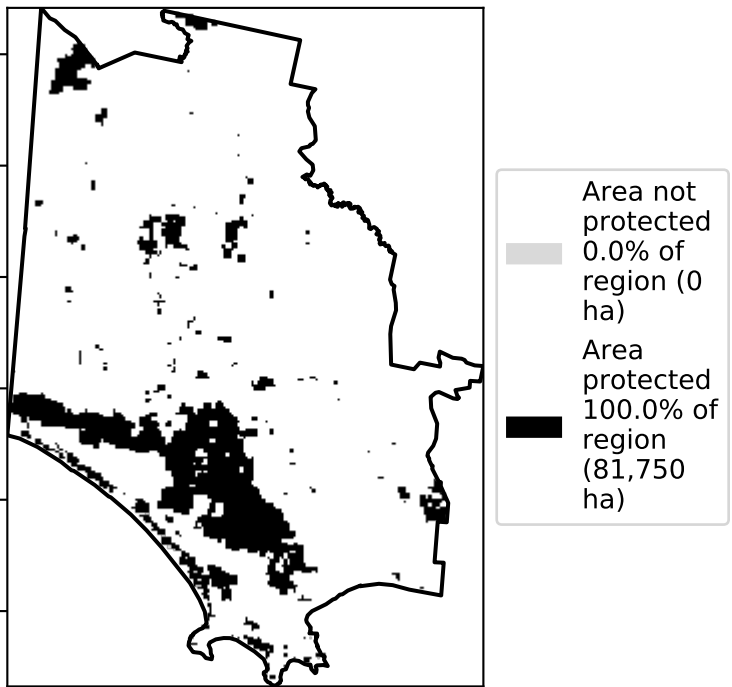 Area not
protected
0.0% of
region (0
ha)
Area
protected
100.0% of
region
(81,750
ha)